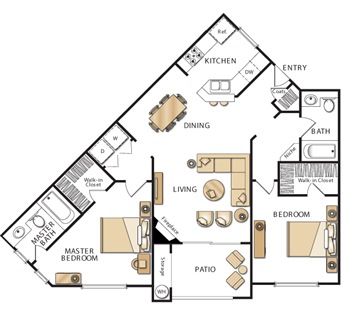 Ref.
KITCHEN
DW
ENTRY
Coats
DINING
BATH
W
D
Niche
Walk-in
Closet
Walk-in Closet
LIVING
BEDROOM
Fireplace
MASTER
BATH
MASTER
BEDROOM
PATIO
Storage
WH